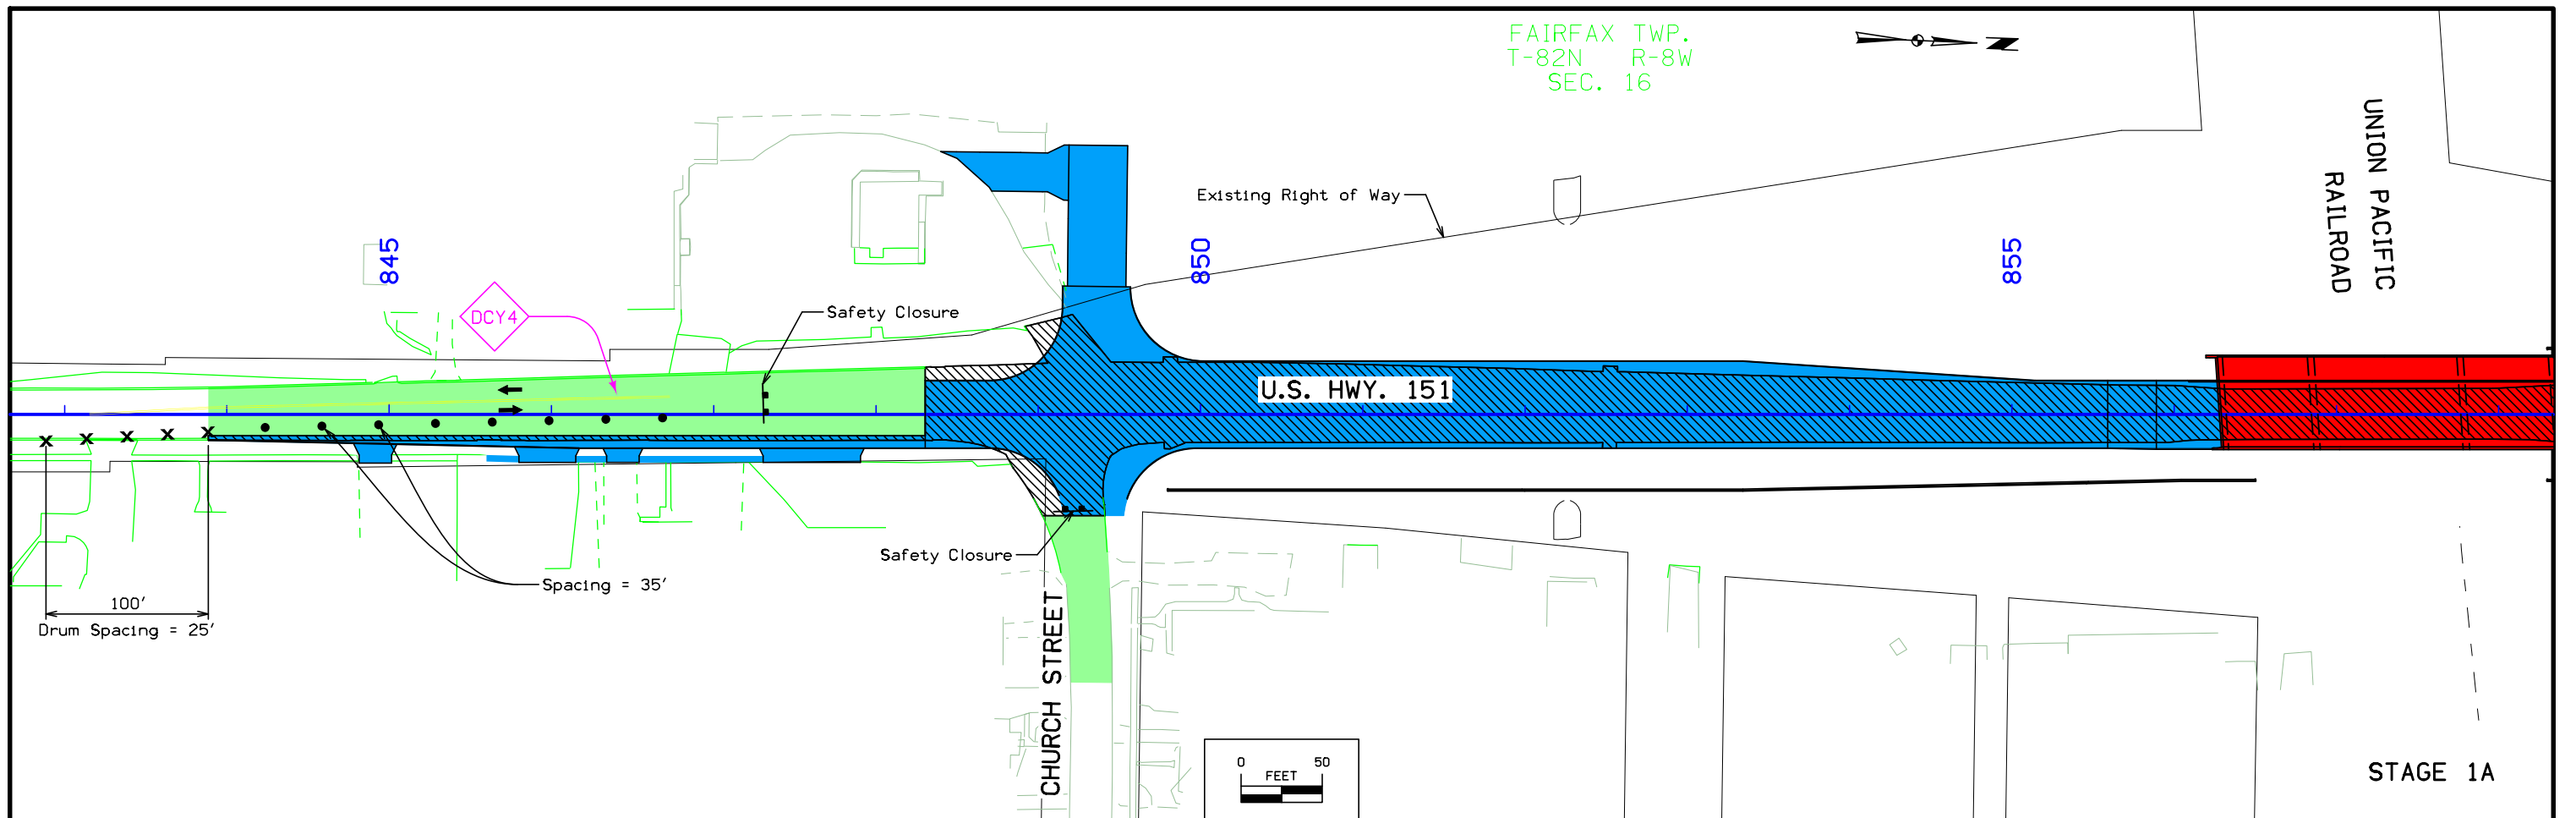 FAIRFAX TWP.
T-82N R-8W
SEC. 16
N
UNION PACIFIC
RAILROAD
Existing Right of Way
845
850
855
DCY4
Safety Closure
U.S. HWY. 151
Safety Closure
Spacing = 35'
100'
Drum Spacing = 25'
CHURCH STREET
0 50
FEET
STAGE 1A